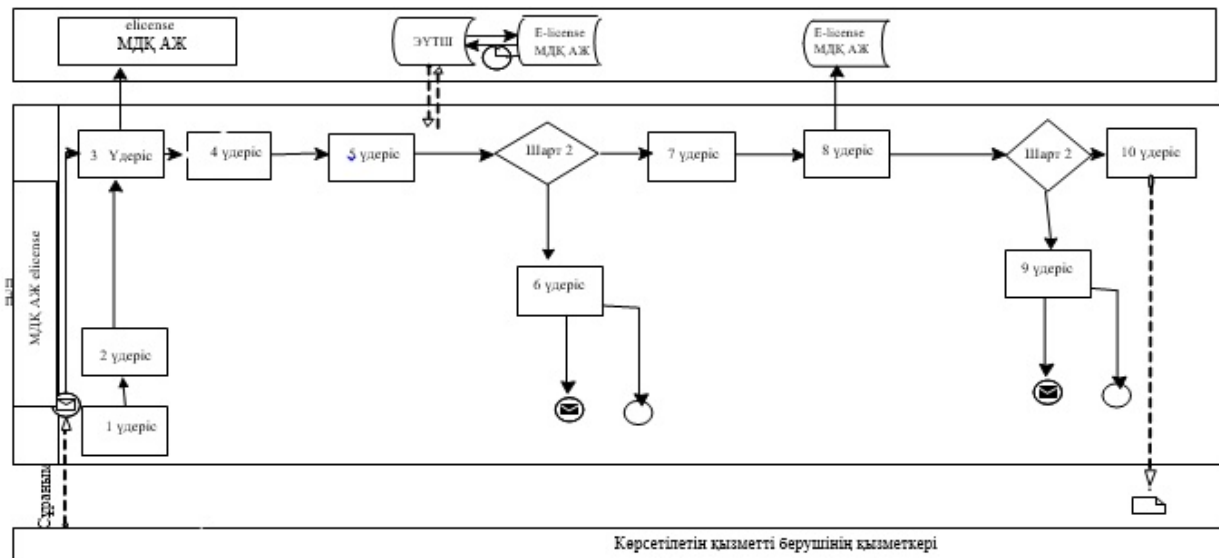 elicense
МДҚ АЖ
ЭҮТШ
E-license
МДҚ АЖ
E-license
МДҚ АЖ
3 Үдеріс
4 үдеріс
5 үдеріс
Шарт 2
7 үдеріс
8 үдеріс
Шарт 2
10 үдеріс
6 үдеріс
9 үдеріс
МДҚ АЖ elicense
2 үдеріс
1 үдеріс
Сұраным
Көрсетілетін қызметті берушінің қызметкері